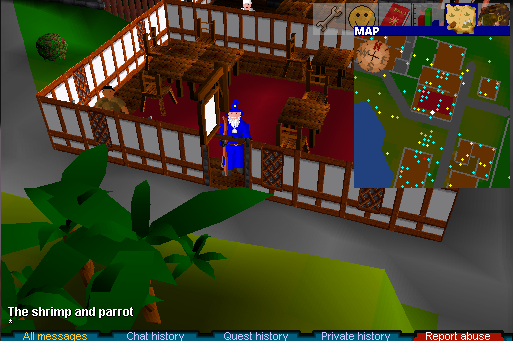 MAP
N
The shrimp and parrot
*
All messages
Chat history
Quest history
Private history
Report abuse